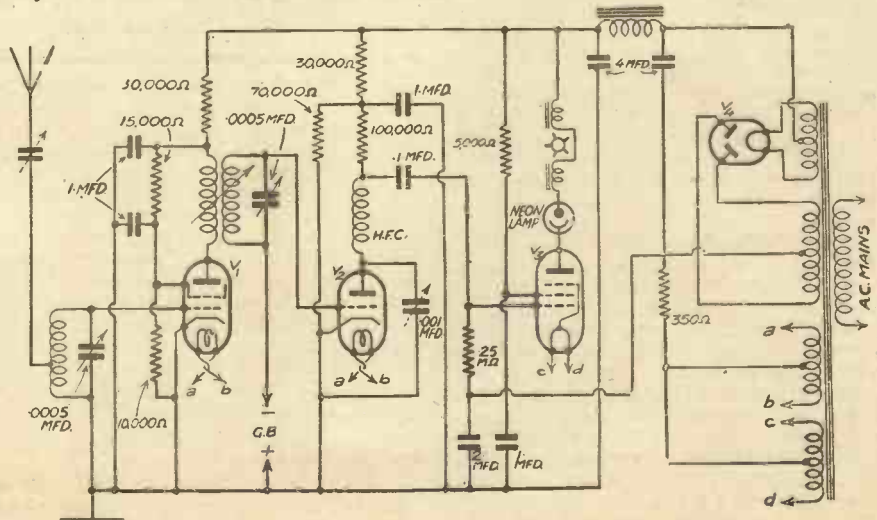 30,000Ω
15,000Ω
1.MFD
.0005
MFD.
10,000Ω
V1
a
b
70,000Ω
.0005 MFD.
30,000Ω
1.MFD.
100,000Ω
.1 MFD.
H.F.C.
V2
.001
MFD.
a
b
−
G.B
+
5,000Ω
NEON
LAMP
V3
c
d
.25
MΩ
2
MFD.
1
MFD.
4 MFD.
V4
350Ω
a
b
c
d
A.C. MAINS